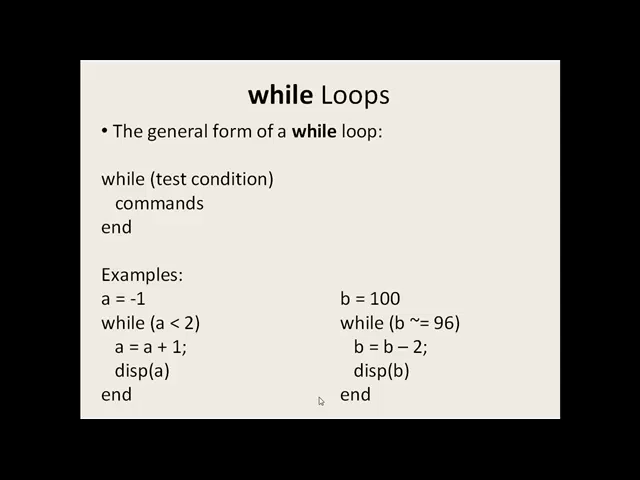 while Loops
• The general form of a while loop:
while (test condition)
commands
end
Examples:
a = -1
while (a < 2)
a = a + 1;
disp(a)
end
b = 100
while (b ~= 96)
b = b – 2;
disp(b)
end